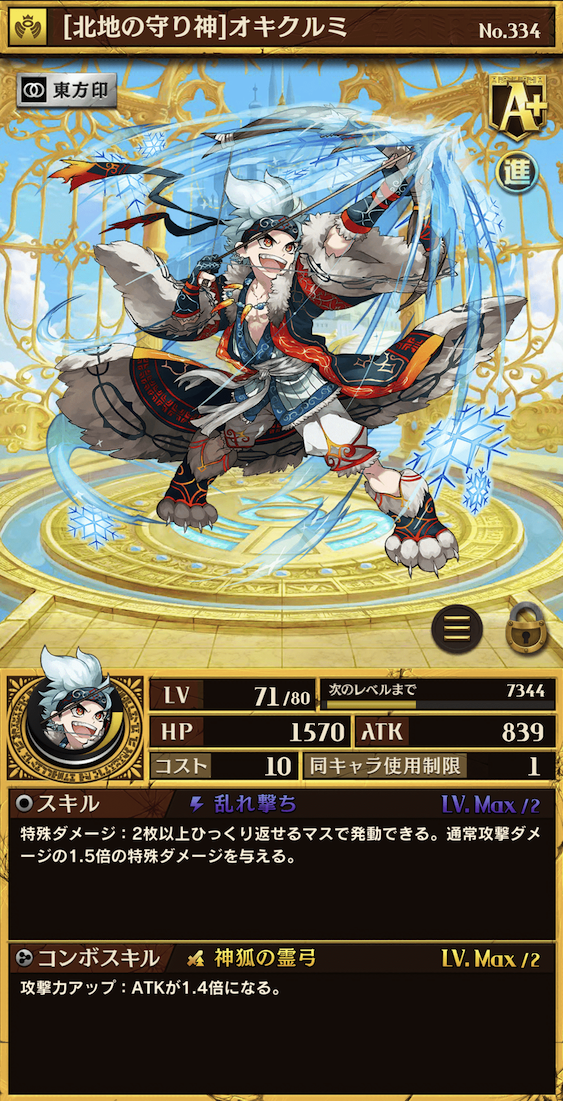 [北地の守り神]オキクルミ No.334
東方印
A+
進
LV 71/80 次のレベルまで 7344
HP 1570 ATK 839
コスト 10 同キャラ使用制限 1
スキル 乱れ撃ち LV. Max /2
特殊ダメージ：2枚以上ひっくり返せるマスで発動できる。通常攻撃ダメ
ージの1.5倍の特殊ダメージを与える。
コンボスキル 神狐の霊弓 LV. Max /2
攻撃力アップ：ATKが1.4倍になる。